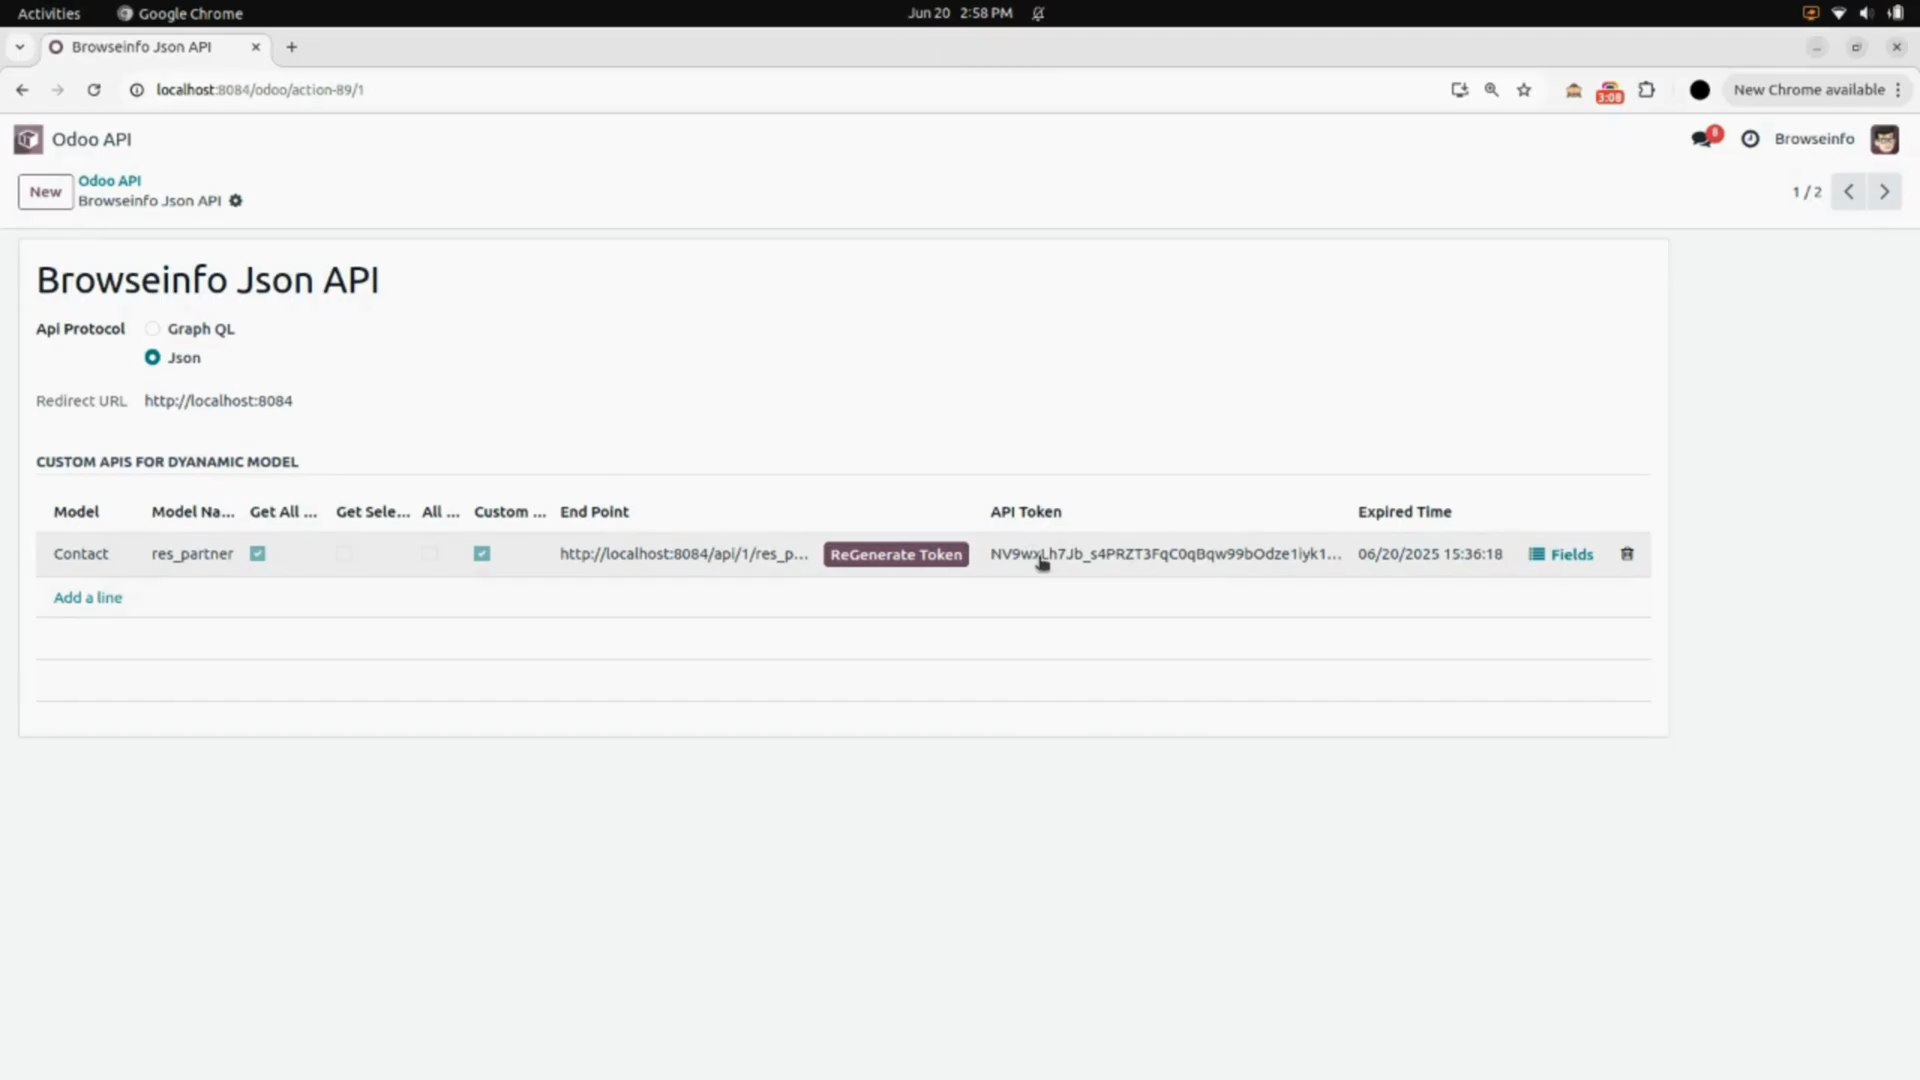 Activities Google Chrome Jun 20 2:58 PM
Browseinfo Json API
localhost:8084/odoo/action-89/1 3:08 New Chrome available
Odoo API 8 Browseinfo
New Odoo API
Browseinfo Json API 1 / 2
Browseinfo Json API
Api Protocol Graph QL
Json
Redirect URL http://localhost:8084
CUSTOM APIS FOR DYANAMIC MODEL
Model Model Na... Get All ... Get Sele... All ... Custom ... End Point API Token Expired Time
Contact res_partner http://localhost:8084/api/1/res_p... ReGenerate Token NV9wxLh7Jb_s4PRZT3FqC0qBqw99bOdze1iyk1... 06/20/2025 15:36:18 Fields
Add a line